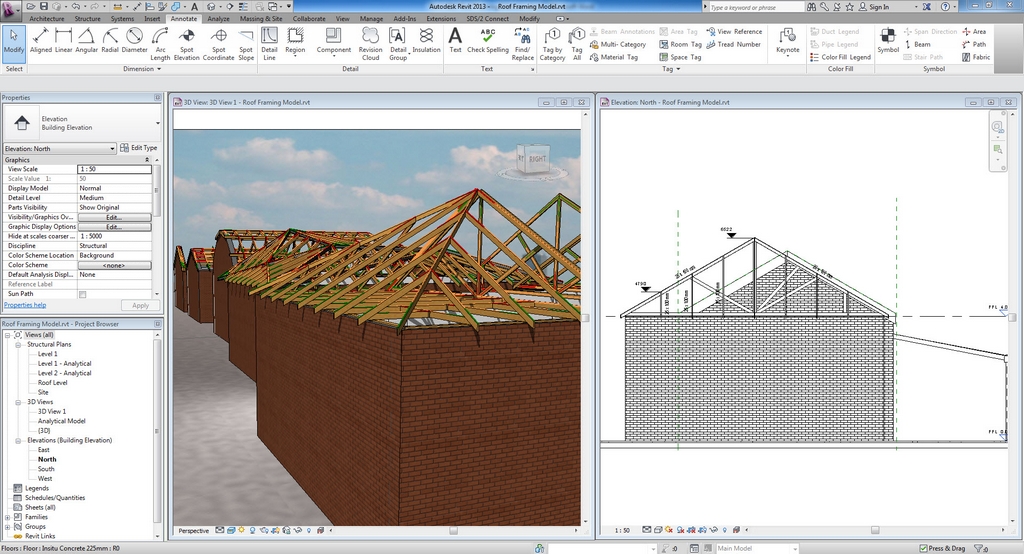 Autodesk Revit 2013 - Roof Framing Model.rvt
Type a keyword or phrase
Sign In
Architecture Structure Systems Insert Annotate Analyze Massing & Site Collaborate View Manage Add-Ins Extensions SDS/2 Connect Modify
Modify
Aligned Linear Angular Radial Diameter Arc Length Spot Elevation Spot Coordinate Spot Slope
Detail Line Region Component Revision Cloud Detail Group Insulation
Text Check Spelling Find/ Replace
Tag by Category Tag All
Beam Annotations Area Tag View Reference
Multi- Category Room Tag Tread Number
Material Tag Space Tag
Keynote
Duct Legend
Pipe Legend
Color Fill Legend
Symbol
Span Direction Area
Beam Path
Stair Path Fabric
Select Dimension Detail Text Tag Color Fill Symbol
Properties
Elevation
Building Elevation
Elevation: North Edit Type
Graphics
View Scale 1 : 50
Scale Value 1: 50
Display Model Normal
Detail Level Medium
Parts Visibility Show Original
Visibility/Graphics Ov... Edit...
Graphic Display Options Edit...
Hide at scales coarser ... 1 : 5000
Discipline Structural
Color Scheme Location Background
Color Scheme <none>
Default Analysis Displ... None
Reference Label
Sun Path
Properties help Apply
Roof Framing Model.rvt - Project Browser
Views (all)
Structural Plans
Level 1
Level 1 - Analytical
Level 2 - Analytical
Roof Level
Site
3D Views
3D View 1
Analytical Model
{3D}
Elevations (Building Elevation)
East
North
South
West
Legends
Schedules/Quantities
Sheets (all)
Families
Groups
Revit Links
3D View: 3D View 1 - Roof Framing Model.rvt
RIGHT
Perspective
Elevation: North - Roof Framing Model.rvt
6522
4790
1 : 50
Floors : Floor : Insitu Concrete 225mm : R0
:0
Main Model
Press & Drag
:0